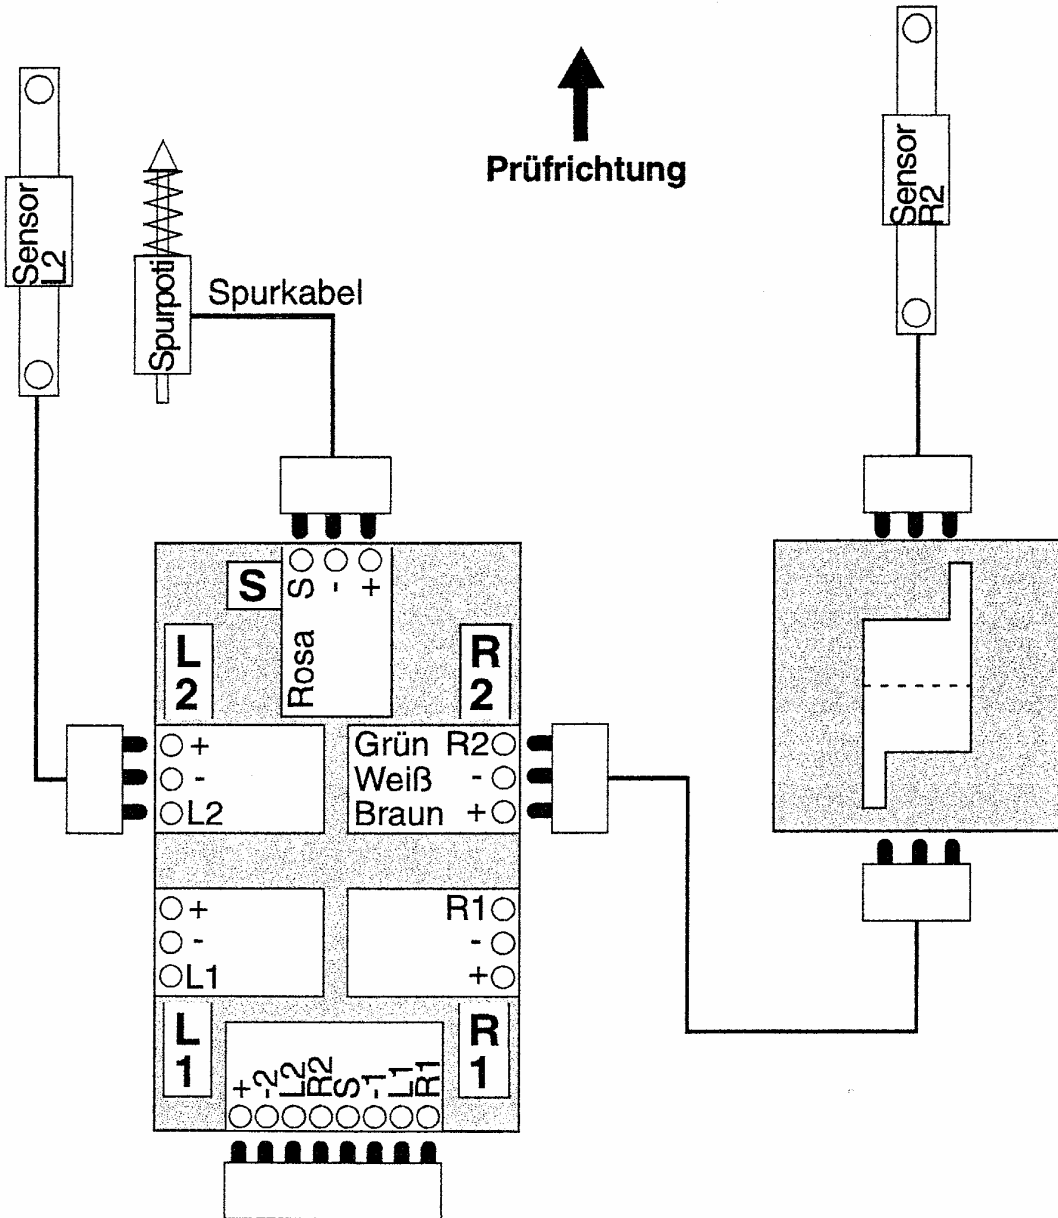 Prüfrichtung
Sensor
L2
Spurpoti
Spurkabel
Sensor
R2
S
Rosa S
-
+
L
2
R
2
+
-
L2
Grün R2
Weiß -
Braun +
+
-
L1
R1
-
+
L
1
R
1
+
-2
L2
R2
S
-1
L1
R1